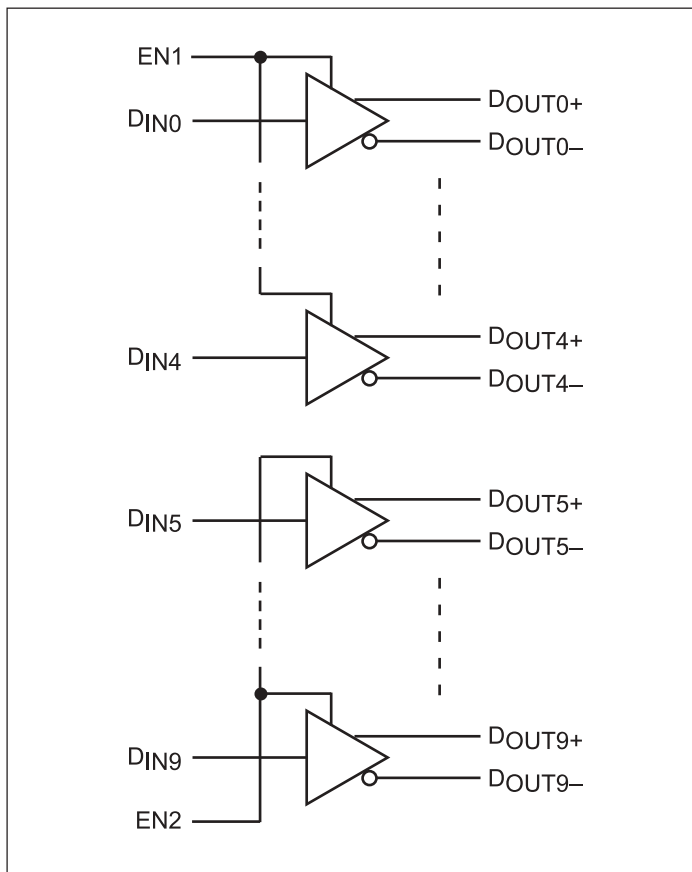 EN1
DIN0
DOUT0+
DOUT0–
DIN4
DOUT4+
DOUT4–
DIN5
DOUT5+
DOUT5–
DIN9
DOUT9+
DOUT9–
EN2